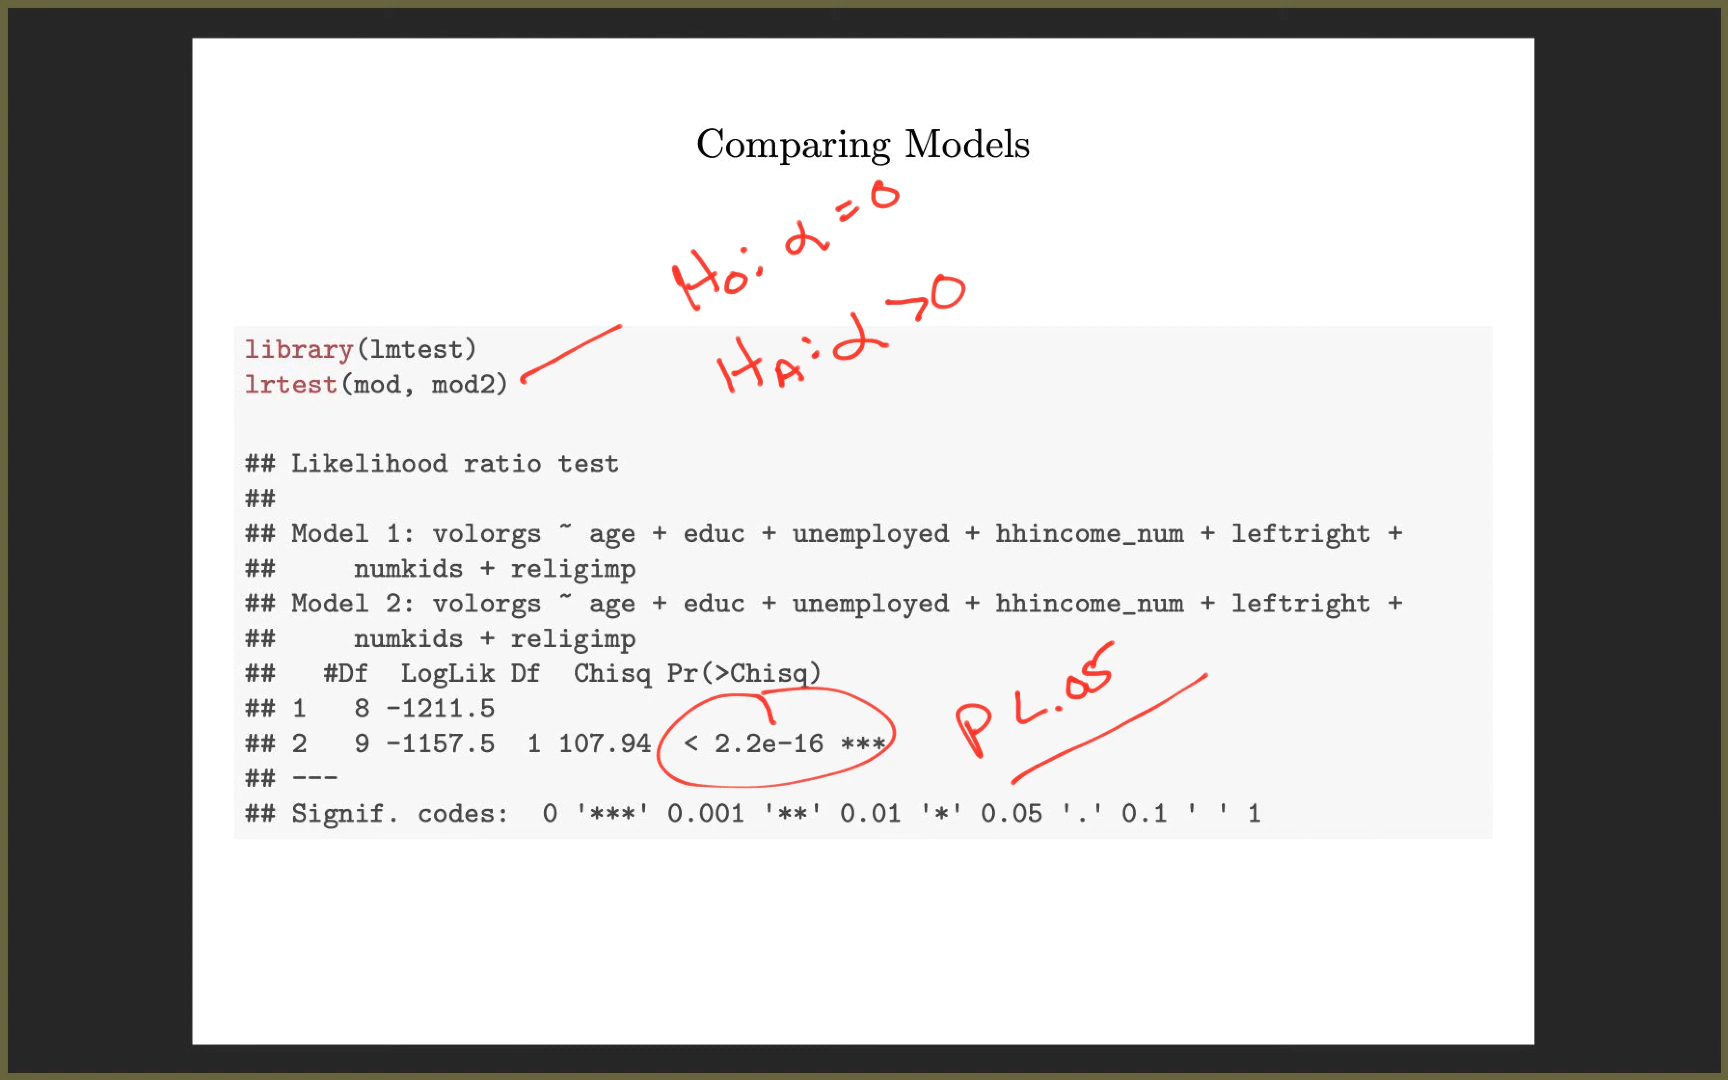 Comparing Models
H0: α = 0
HA: α > 0
library(lmtest)
lrtest(mod, mod2)
## Likelihood ratio test
##
## Model 1: volorgs ~ age + educ + unemployed + hhincome_num + leftright +
##     numkids + religimp
## Model 2: volorgs ~ age + educ + unemployed + hhincome_num + leftright +
##     numkids + religimp
##   #Df  LogLik Df  Chisq Pr(>Chisq)
## 1   8 -1211.5
## 2   9 -1157.5  1 107.94  < 2.2e-16 ***
p < .05
## ---
## Signif. codes:  0 '***' 0.001 '**' 0.01 '*' 0.05 '.' 0.1 ' ' 1